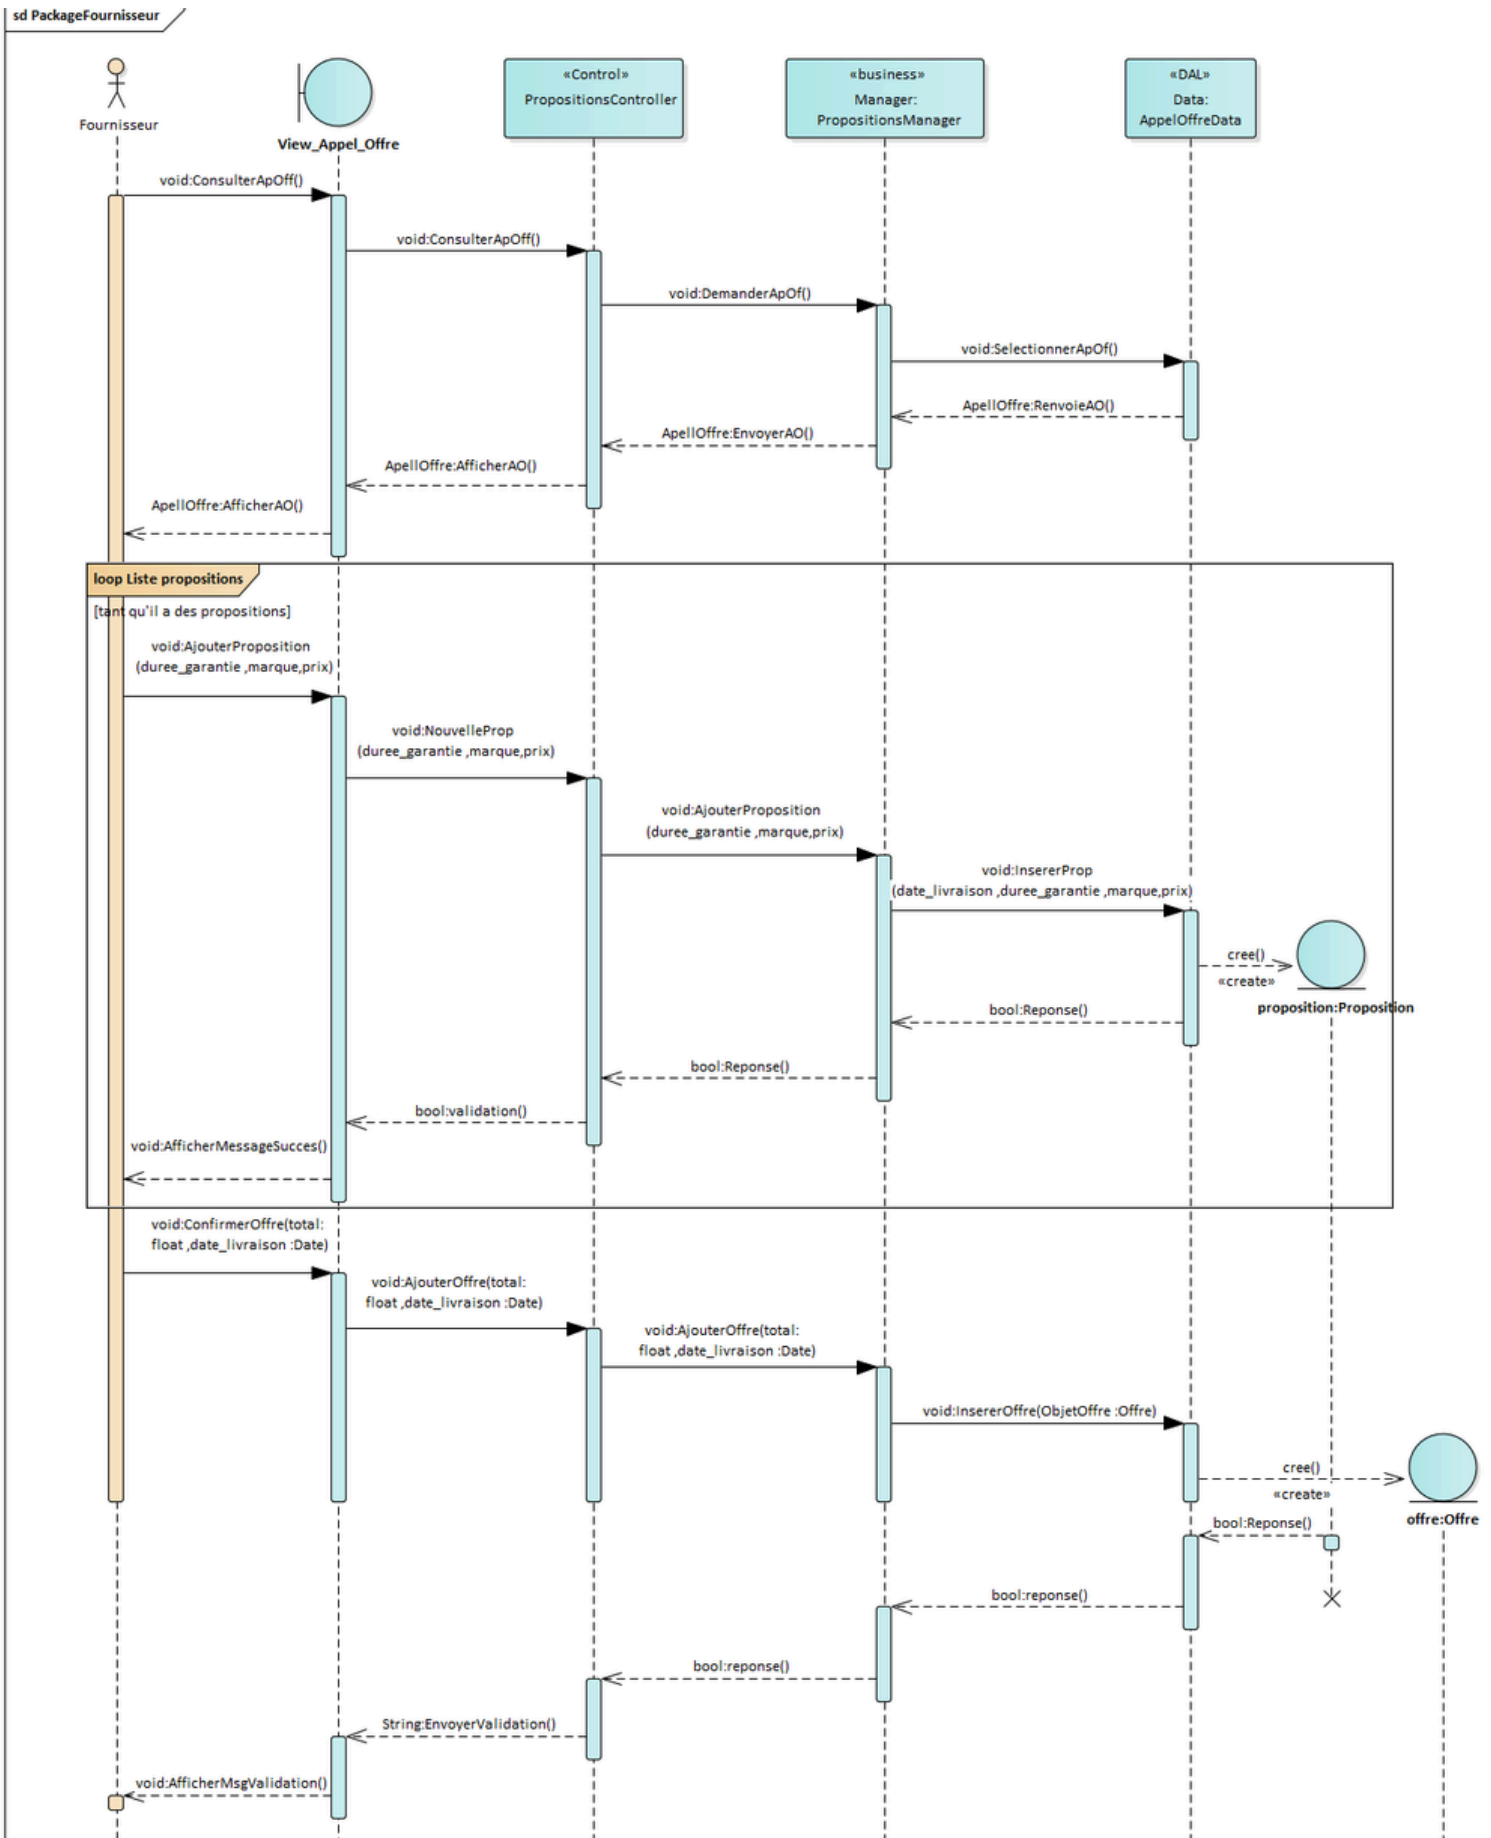 sd PackageFournisseur
Fournisseur
View_Appel_Offre
«Control»
PropositionsController
«business»
Manager:
PropositionsManager
«DAL»
Data:
AppelOffreData
void:ConsulterApOff()
void:ConsulterApOff()
void:DemanderApOf()
void:SelectionnerApOf()
ApellOffre:RenvoieAO()
ApellOffre:EnvoyerAO()
ApellOffre:AfficherAO()
ApellOffre:AfficherAO()
loop Liste propositions
[tant qu'il a des propositions]
void:AjouterProposition
(duree_garantie ,marque,prix)
void:NouvelleProp
(duree_garantie ,marque,prix)
void:AjouterProposition
(duree_garantie ,marque,prix)
void:InsererProp
(date_livraison ,duree_garantie ,marque,prix)
cree()
«create»
proposition:Proposition
bool:Reponse()
bool:Reponse()
bool:validation()
void:AfficherMessageSucces()
void:ConfirmerOffre(total:
float ,date_livraison :Date)
void:AjouterOffre(total:
float ,date_livraison :Date)
void:AjouterOffre(total:
float ,date_livraison :Date)
void:InsererOffre(ObjetOffre :Offre)
cree()
«create»
offre:Offre
bool:Reponse()
bool:reponse()
bool:reponse()
String:EnvoyerValidation()
void:AfficherMsgValidation()